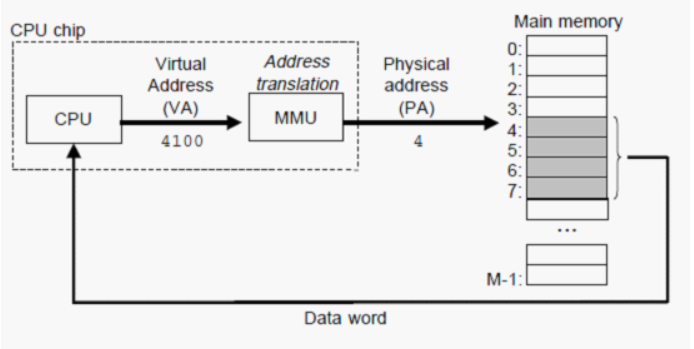 CPU chip
Main memory
Virtual
Address
(VA)
Address
translation
Physical
address
(PA)
CPU
MMU
4100
4
0:
1:
2:
3:
4:
5:
6:
7:
...
M-1:
Data word